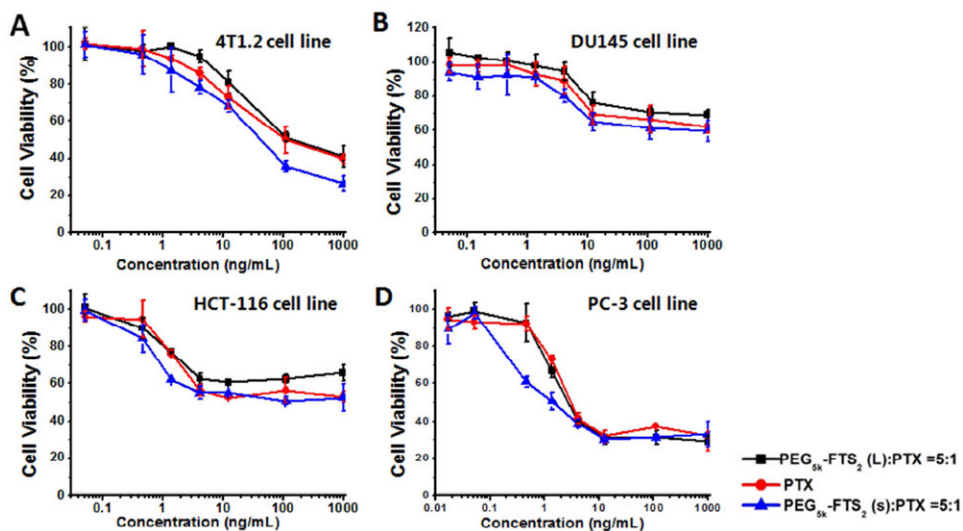 A
4T1.2 cell line
Cell Viability (%)
100
80
60
40
20
0
0.1 1 10 100 1000
Concentration (ng/mL)
B
DU145 cell line
Cell Viability (%)
120
100
80
60
40
20
0
0.1 1 10 100 1000
Concentration (ng/mL)
C
HCT-116 cell line
Cell Viability (%)
100
80
60
40
20
0
0.1 1 10 100 1000
Concentration (ng/mL)
D
PC-3 cell line
Cell Viability (%)
100
80
60
40
20
0
0.01 0.1 1 10 100 1000
Concentration (ng/mL)
PEG5k-FTS2 (L):PTX =5:1
PTX
PEG5k-FTS2 (s):PTX =5:1